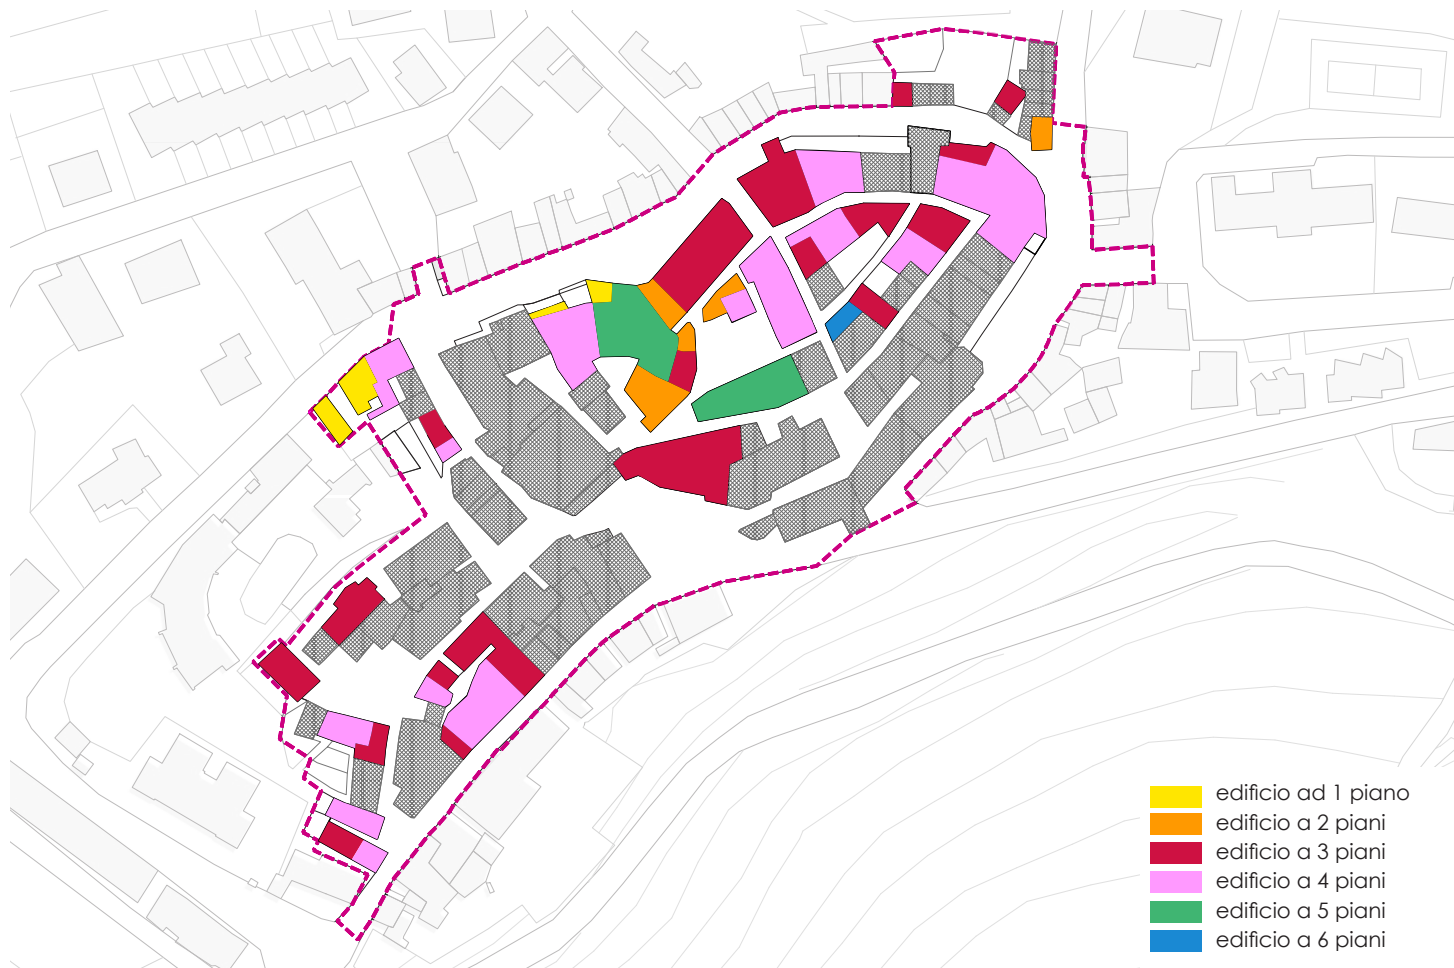 edificio ad 1 piano
edificio a 2 piani
edificio a 3 piani
edificio a 4 piani
edificio a 5 piani
edificio a 6 piani